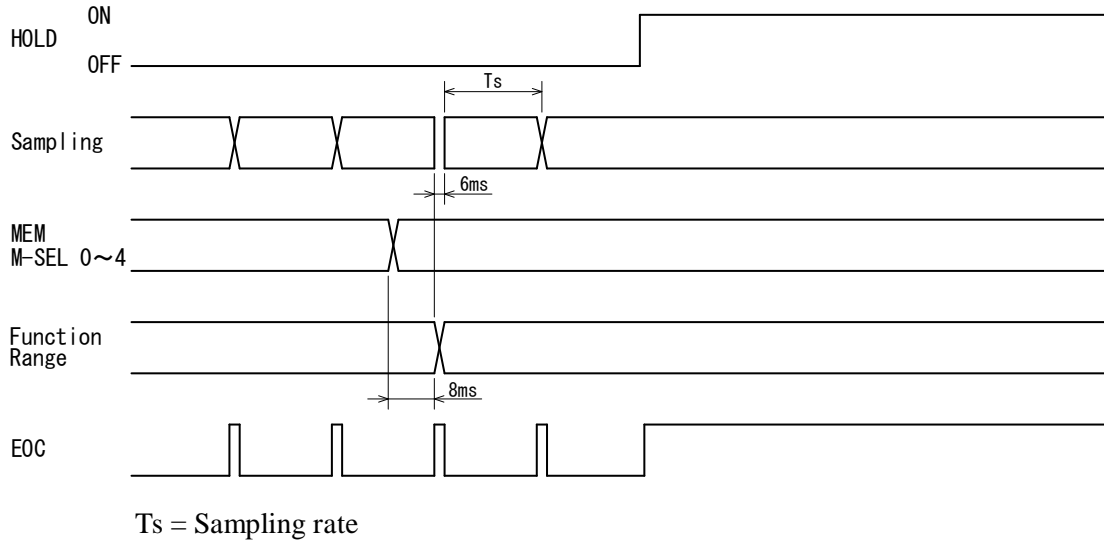 ON
HOLD
OFF
Ts
Sampling
6ms
MEM
M-SEL 0～4
Function
Range
8ms
EOC
Ts = Sampling rate